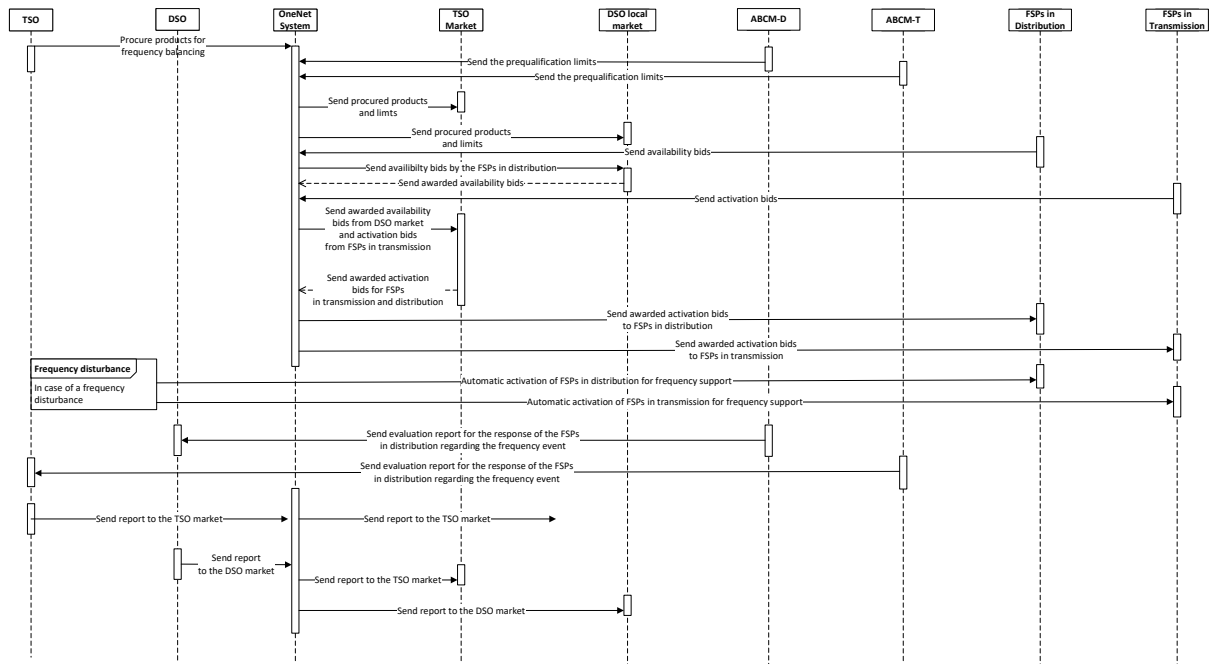 TSO
DSO
OneNet
System
TSO
Market
DSO local
market
ABCM-D
ABCM-T
FSPs in
Distribution
FSPs in
Transmission
Procure products for
frequency balancing
Send the prequalification limits
Send the prequalification limits
Send procured products
and limts
Send procured products
and limits
Send availability bids
Send availibilty bids by the FSPs in distribution
Send awarded availability bids
Send activation bids
Send awarded availability
bids from DSO market
and activation bids
from FSPs in transmission
Send awarded activation
bids for FSPs
in transmission and distribution
Send awarded activation bids
to FSPs in distribution
Send awarded activation bids
to FSPs in transmission
Frequency disturbance
In case of a frequency
disturbance
Automatic activation of FSPs in distribution for frequency support
Automatic activation of FSPs in transmission for frequency support
Send evaluation report for the response of the FSPs
in distribution regarding the frequency event
Send evaluation report for the response of the FSPs
in distribution regarding the frequency event
Send report to the TSO market
Send report to the TSO market
Send report
to the DSO market
Send report to the TSO market
Send report to the DSO market